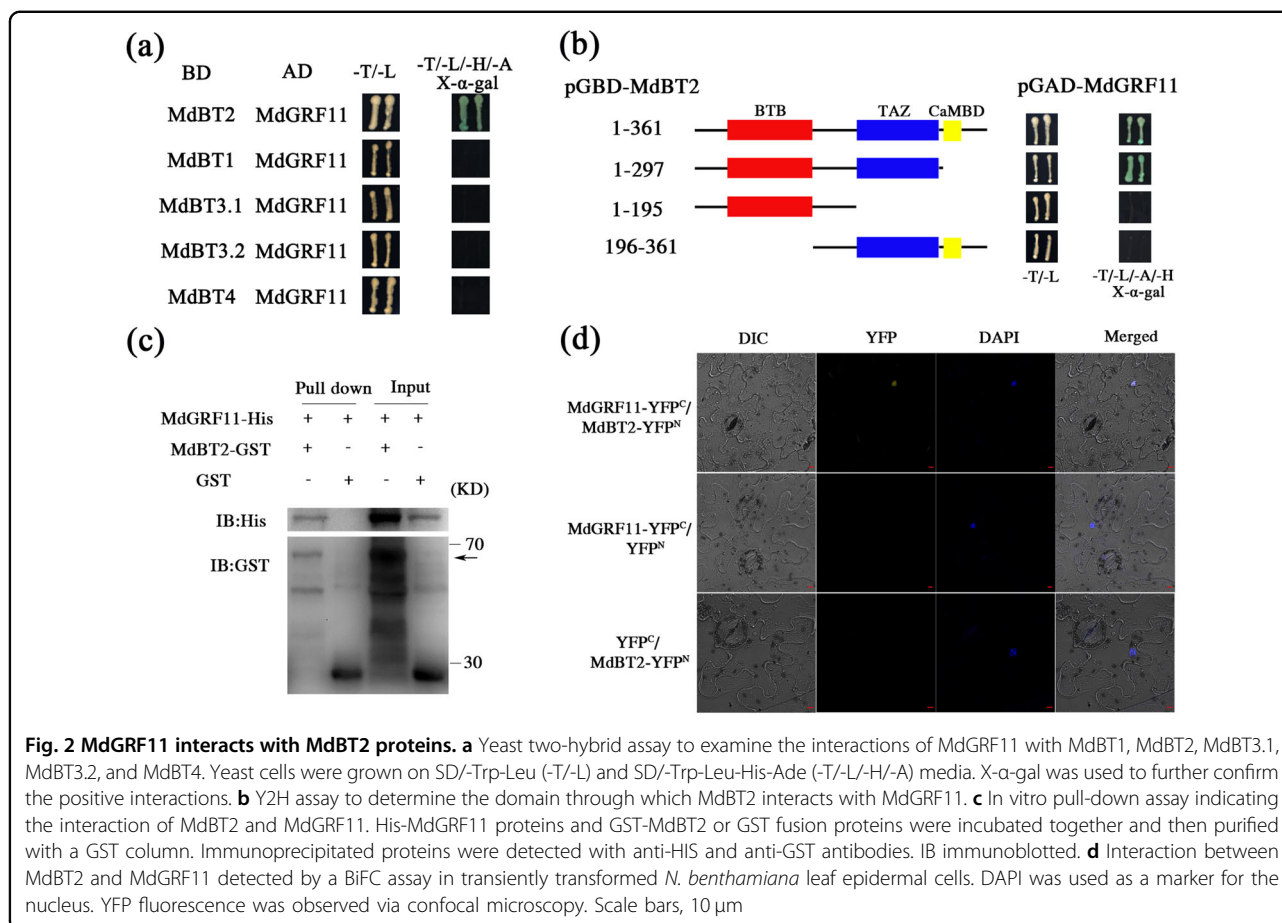 (a)
BD AD -T/-L -T/-L/-H/-A
X-α-gal
MdBT2 MdGRF11
MdBT1 MdGRF11
MdBT3.1 MdGRF11
MdBT3.2 MdGRF11
MdBT4 MdGRF11
(b)
pGBD-MdBT2 pGAD-MdGRF11
BTB TAZ CaMBD
1-361
1-297
1-195
196-361
-T/-L -T/-L/-A/-H
X-α-gal
(c)
Pull down Input
MdGRF11-His + + + +
MdBT2-GST + - + -
GST - + - +
(KD)
IB:His
IB:GST
70
30
(d)
DIC YFP DAPI Merged
MdGRF11-YFPᶜ/
MdBT2-YFPᴺ
MdGRF11-YFPᶜ/
YFPᴺ
YFPᶜ/
MdBT2-YFPᴺ
Fig. 2 MdGRF11 interacts with MdBT2 proteins. a Yeast two-hybrid assay to examine the interactions of MdGRF11 with MdBT1, MdBT2, MdBT3.1,
MdBT3.2, and MdBT4. Yeast cells were grown on SD/-Trp-Leu (-T/-L) and SD/-Trp-Leu-His-Ade (-T/-L/-H/-A) media. X-α-gal was used to further confirm
the positive interactions. b Y2H assay to determine the domain through which MdBT2 interacts with MdGRF11. c In vitro pull-down assay indicating
the interaction of MdBT2 and MdGRF11. His-MdGRF11 proteins and GST-MdBT2 or GST fusion proteins were incubated together and then purified
with a GST column. Immunoprecipitated proteins were detected with anti-HIS and anti-GST antibodies. IB immunoblotted. d Interaction between
MdBT2 and MdGRF11 detected by a BiFC assay in transiently transformed N. benthamiana leaf epidermal cells. DAPI was used as a marker for the
nucleus. YFP fluorescence was observed via confocal microscopy. Scale bars, 10 μm